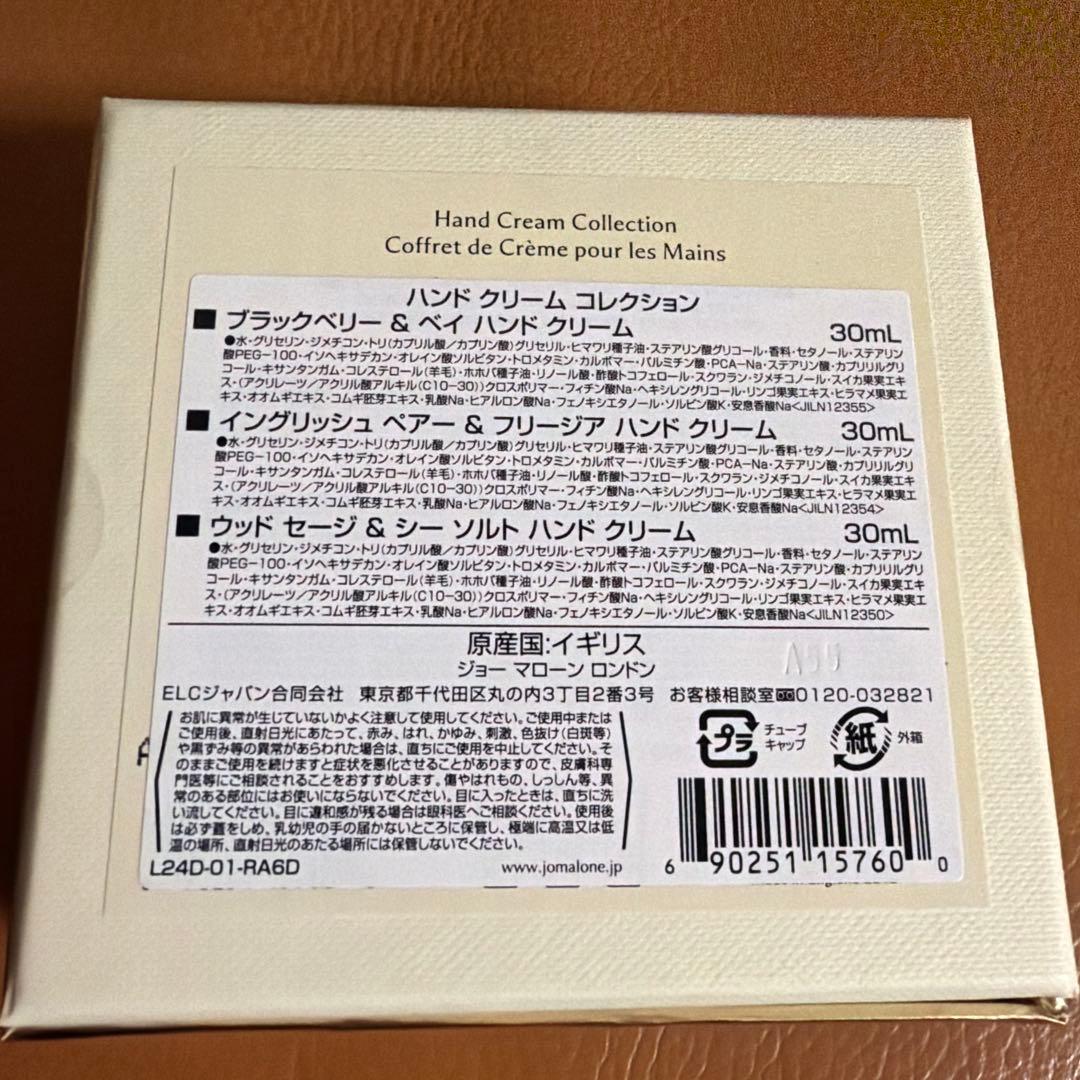 Hand Cream Collection
Coffret de Crème pour les Mains
ハンド クリーム コレクション
■ ブラックベリー & ベイ ハンド クリーム 30mL
●水・グリセリン・ジメチコン・トリ(カプリル酸/カプリン酸)グリセリル・ヒマワリ種子油・ステアリン酸グリコール・香料・セタノール・ステアリン
酸PEG-100・イソヘキサデカン・オレイン酸ソルビタン・トロメタミン・カルボマー・パルミチン酸・PCA-Na・ステアリン酸・カプリリルグリ
コール・キサンタンガム・コレステロール(羊毛)・ホホバ種子油・リノール酸・酢酸トコフェロール・スクワラン・ジメチコノール・スイカ果実エキ
ス・(アクリレーツ/アクリル酸アルキル(C10-30))クロスポリマー・フィチン酸Na・ヘキシレングリコール・リンゴ果実エキス・ヒラマメ果実エ
キス・オオムギエキス・コムギ胚芽エキス・乳酸Na・ヒアルロン酸Na・フェノキシエタノール・ソルビン酸K・安息香酸Na<JILN12355>
■ イングリッシュ ペアー & フリージア ハンド クリーム 30mL
●水・グリセリン・ジメチコン・トリ(カプリル酸/カプリン酸)グリセリル・ヒマワリ種子油・ステアリン酸グリコール・香料・セタノール・ステアリン
酸PEG-100・イソヘキサデカン・オレイン酸ソルビタン・トロメタミン・カルボマー・パルミチン酸・PCA-Na・ステアリン酸・カプリリルグリ
コール・キサンタンガム・コレステロール(羊毛)・ホホバ種子油・リノール酸・酢酸トコフェロール・スクワラン・ジメチコノール・スイカ果実エキ
ス・(アクリレーツ/アクリル酸アルキル(C10-30))クロスポリマー・フィチン酸Na・ヘキシレングリコール・リンゴ果実エキス・ヒラマメ果実エ
キス・オオムギエキス・コムギ胚芽エキス・乳酸Na・ヒアルロン酸Na・フェノキシエタノール・ソルビン酸K・安息香酸Na<JILN12354>
■ ウッド セージ & シー ソルト ハンド クリーム 30mL
●水・グリセリン・ジメチコン・トリ(カプリル酸/カプリン酸)グリセリル・ヒマワリ種子油・ステアリン酸グリコール・香料・セタノール・ステアリン
酸PEG-100・イソヘキサデカン・オレイン酸ソルビタン・トロメタミン・カルボマー・パルミチン酸・PCA-Na・ステアリン酸・カプリリルグリ
コール・キサンタンガム・コレステロール(羊毛)・ホホバ種子油・リノール酸・酢酸トコフェロール・スクワラン・ジメチコノール・スイカ果実エキ
ス・(アクリレーツ/アクリル酸アルキル(C10-30))クロスポリマー・フィチン酸Na・ヘキシレングリコール・リンゴ果実エキス・ヒラマメ果実エ
キス・オオムギエキス・コムギ胚芽エキス・乳酸Na・ヒアルロン酸Na・フェノキシエタノール・ソルビン酸K・安息香酸Na<JILN12350>
原産国:イギリス
ジョー マローン ロンドン
A55
ELCジャパン合同会社 東京都千代田区丸の内3丁目2番3号 お客様相談室 0120-032821
お肌に異常が生じていないかよく注意して使用してください。ご使用中または
ご使用後、直射日光にあたって、赤み、はれ、かゆみ、刺激、色抜け(白斑等)
や黒ずみ等の異常があらわれた場合は、直ちにご使用を中止してください。そ
のままご使用を続けますと症状を悪化させることがありますので、皮膚科専
門医等にご相談されることをおすすめします。傷やはれもの、しっしん等、異
常のある部位にはお使いにならないでください。目に入ったときは、直ちに洗
い流してください。目に違和感が残る場合は眼科医へご相談ください。使用後
は必ず蓋をしめ、乳幼児の手の届かないところに保管し、極端に高温又は低
温の場所、直射日光のあたる場所には保管しないでください。
プラ チューブ
キャップ
紙 外箱
L24D-01-RA6D www.jomalone.jp
6 90251 15760 0